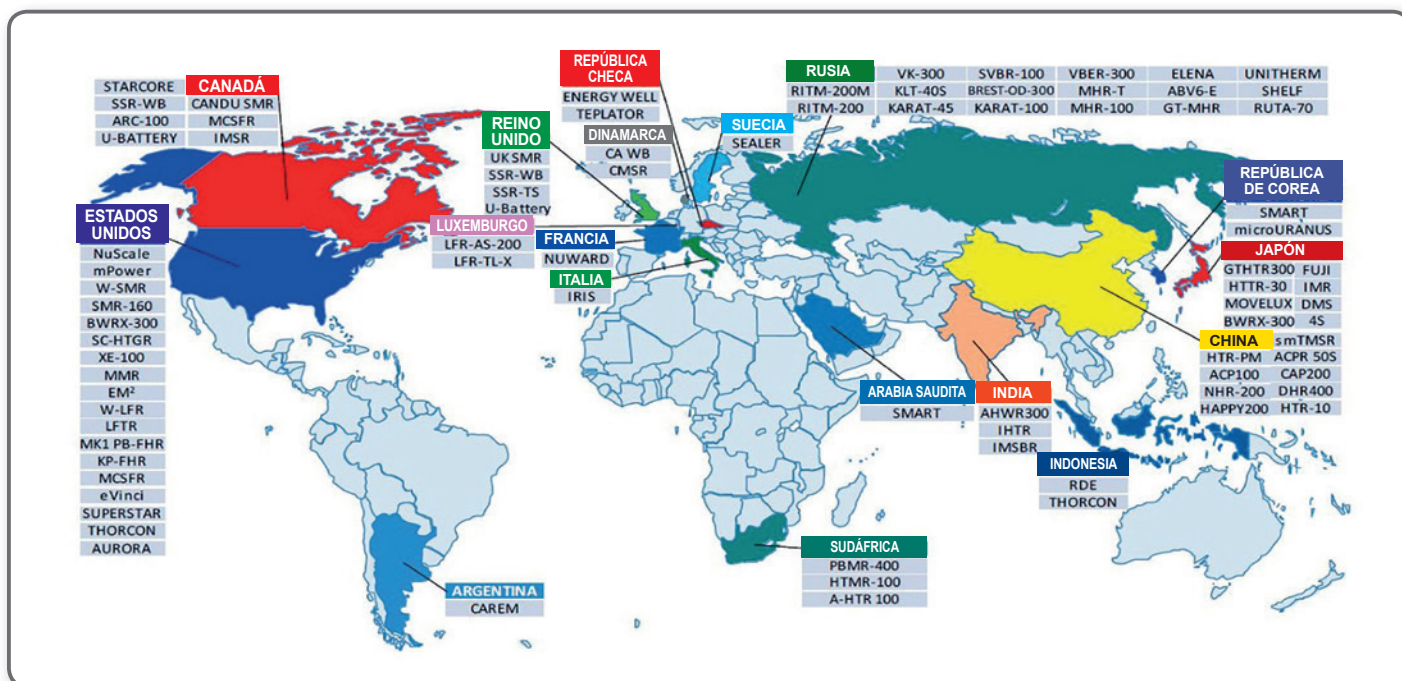 STARCORE
SSR-WB
ARC-100
U-BATTERY
CANADÁ
CANDU SMR
MCSFR
IMSR
ESTADOS
UNIDOS
NuScale
mPower
W-SMR
SMR-160
BWRX-300
SC-HTGR
XE-100
MMR
EM²
W-LFR
LFTR
MK1 PB-FHR
KP-FHR
MCSFR
eVinci
SUPERSTAR
THORCON
AURORA
ARGENTINA
CAREM
REINO
UNIDO
UK SMR
SSR-WB
SSR-TS
U-Battery
LUXEMBURGO
LFR-AS-200
LFR-TL-X
REPÚBLICA
CHECA
ENERGY WELL
TEPLATOR
DINAMARCA
CA WB
CMSR
SUECIA
SEALER
FRANCIA
NUWARD
ITALIA
IRIS
RUSIA VK-300 SVBR-100 VBER-300 ELENA UNITHERM
RITM-200M KLT-40S BREST-OD-300 MHR-T ABV6-E SHELF
RITM-200 KARAT-45 KARAT-100 MHR-100 GT-MHR RUTA-70
REPÚBLICA
DE COREA
SMART
microURANUS
JAPÓN
GTHTR300 FUJI
HTTR-30 IMR
MOVELUX DMS
BWRX-300 4S
CHINA smTMSR
HTR-PM ACPR 50S
ACP100 CAP200
NHR-200 DHR400
HAPPY200 HTR-10
ARABIA SAUDITA
SMART
INDIA
AHWR300
IHTR
IMSBR
INDONESIA
RDE
THORCON
SUDÁFRICA
PBMR-400
HTMR-100
A-HTR 100